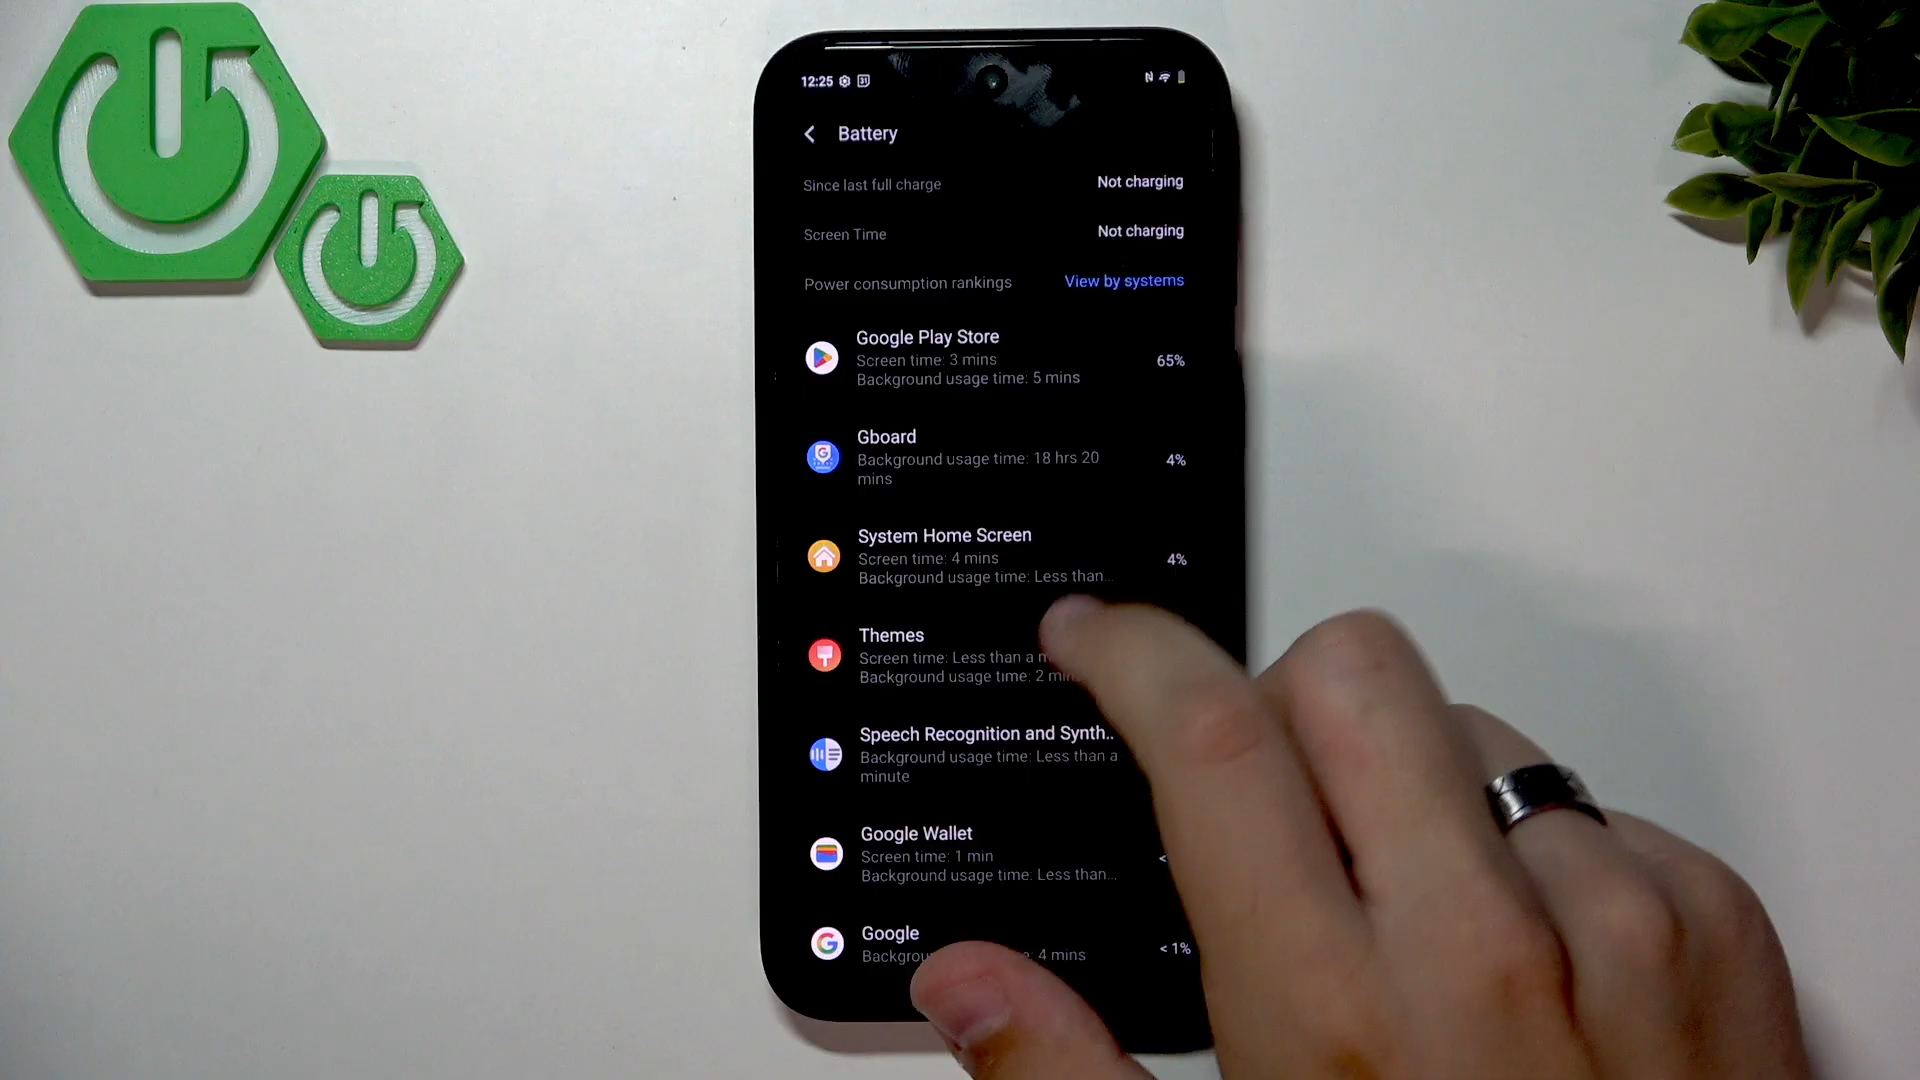 12:25
Battery
Since last full charge
Not charging
Screen Time
Not charging
Power consumption rankings
View by systems
Google Play Store
Screen time: 3 mins
Background usage time: 5 mins
65%
Gboard
Background usage time: 18 hrs 20
mins
4%
System Home Screen
Screen time: 4 mins
Background usage time: Less than...
4%
Themes
Screen time: Less than a m
Background usage time: 2 min
Speech Recognition and Synth..
Background usage time: Less than a
minute
Google Wallet
Screen time: 1 min
Background usage time: Less than...
<
Google
Backgrou e: 4 mins
< 1%